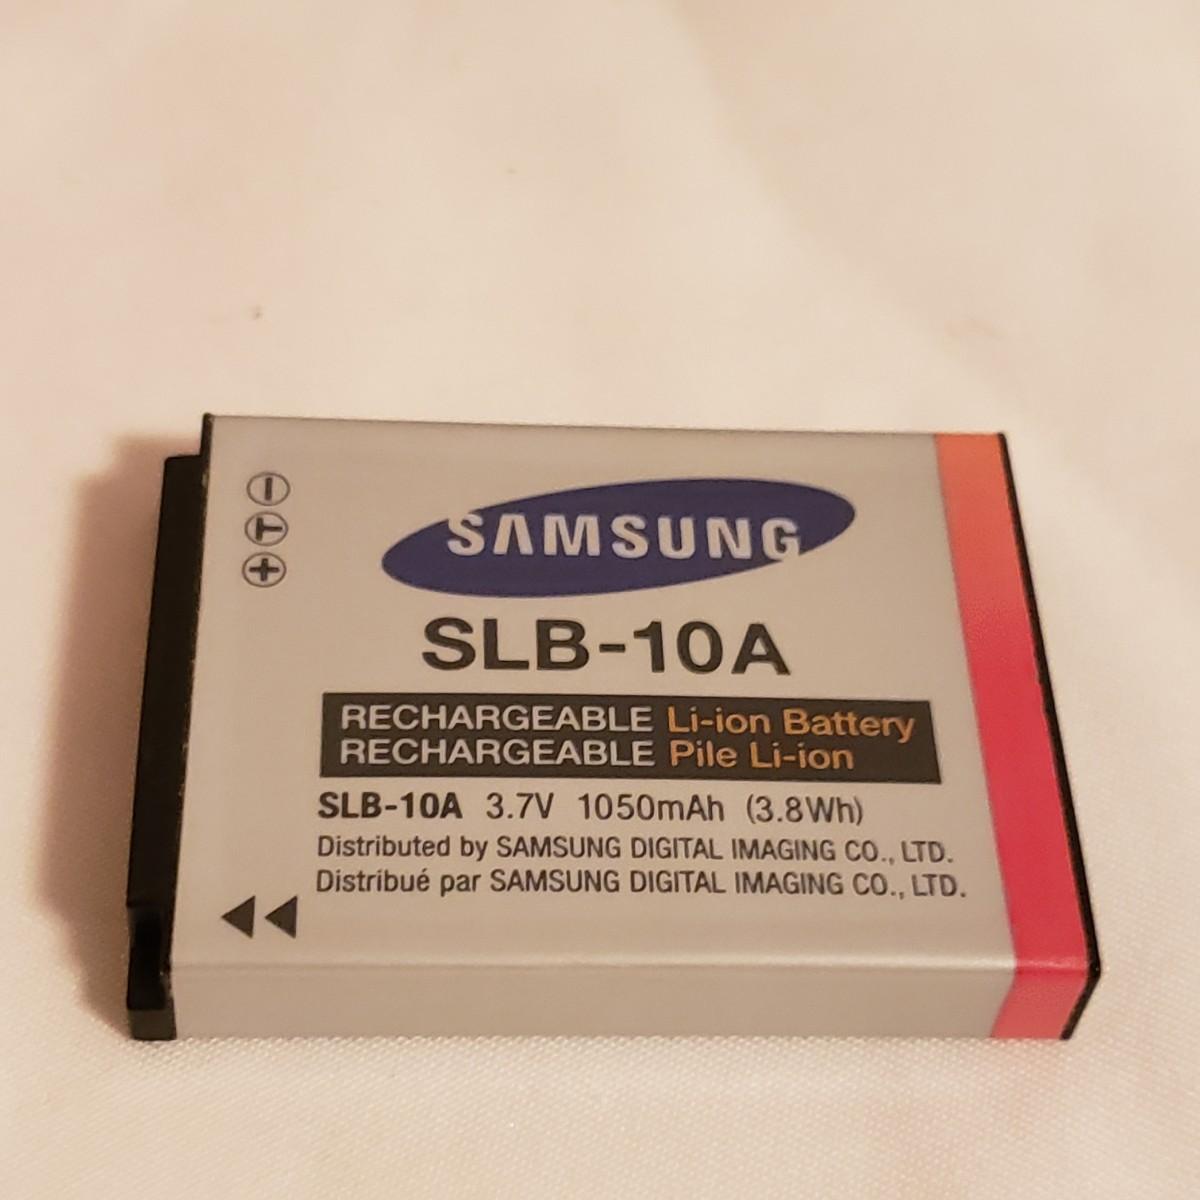 SAMSUNG
SLB-10A
RECHARGEABLE Li-ion Battery
RECHARGEABLE Pile Li-ion
SLB-10A 3.7V 1050mAh (3.8Wh)
Distributed by SAMSUNG DIGITAL IMAGING CO., LTD.
Distribué par SAMSUNG DIGITAL IMAGING CO., LTD.
−
T
+